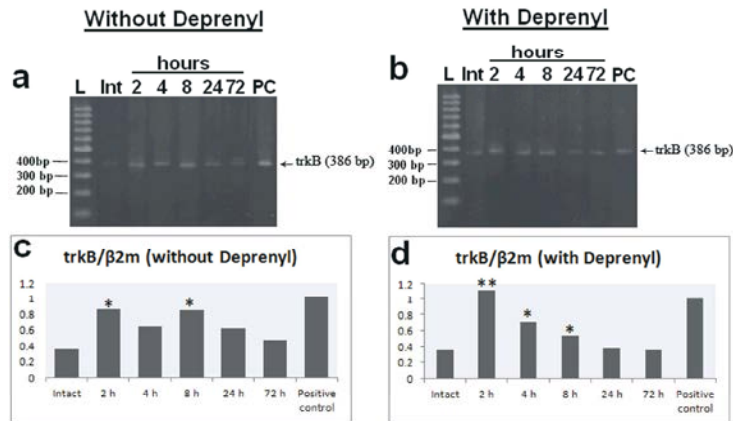 Without Deprenyl
With Deprenyl
a
hours
L Int 2 4 8 24 72 PC
400bp
300 bp
200 bp
trkB (386 bp)
b
hours
L Int 2 4 8 24 72 PC
400 bp
300 bp
200 bp
trkB (386 bp)
c
trkB/β2m (without Deprenyl)
1.2
1
0.8
0.6
0.4
0.2
0
* *
Intact 2 h 4 h 8 h 24 h 72 h Positive control
d
trkB/β2m (with Deprenyl)
1.2
1
0.8
0.6
0.4
0.2
0
** * *
Intact 2 h 4 h 8 h 24 h 72 h Positive control